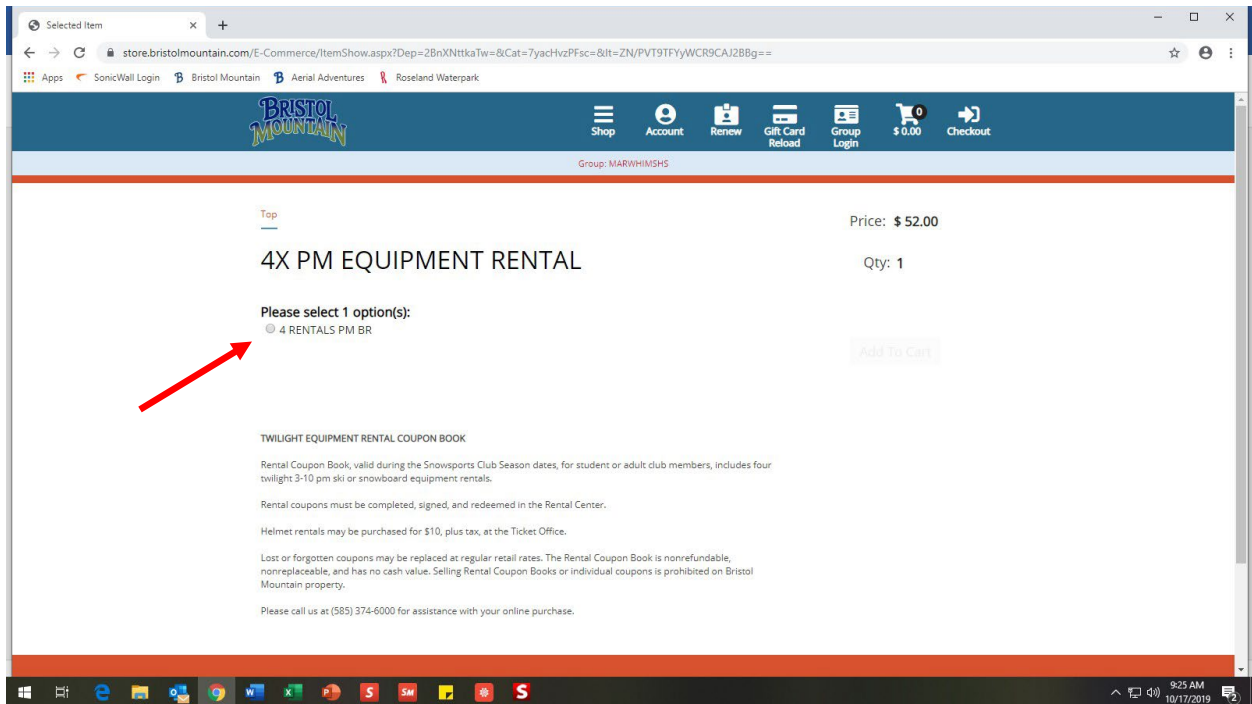 Selected Item
store.bristolmountain.com/E-Commerce/ItemShow.aspx?Dep=2BnXNttkaTw=&Cat=7yacHvzPFsc=&It=ZN/PVT9TFYyWCR9CAJ2BBg==
Apps SonicWall Login Bristol Mountain Aerial Adventures Roseland Waterpark
BRISTOL
MOUNTAIN
Shop Account Renew Gift Card Reload Group Login 0 $ 0.00 Checkout
Group: MARWHIMSHS
Top
Price: $ 52.00
4X PM EQUIPMENT RENTAL
Qty: 1
Please select 1 option(s):
4 RENTALS PM BR
Add To Cart
TWILIGHT EQUIPMENT RENTAL COUPON BOOK
Rental Coupon Book, valid during the Snowsports Club Season dates, for student or adult club members, includes four
twilight 3-10 pm ski or snowboard equipment rentals.
Rental coupons must be completed, signed, and redeemed in the Rental Center.
Helmet rentals may be purchased for $10, plus tax, at the Ticket Office.
Lost or forgotten coupons may be replaced at regular retail rates. The Rental Coupon Book is nonrefundable,
nonreplaceable, and has no cash value. Selling Rental Coupon Books or individual coupons is prohibited on Bristol
Mountain property.
Please call us at (585) 374-6000 for assistance with your online purchase.
9:25 AM
10/17/2019